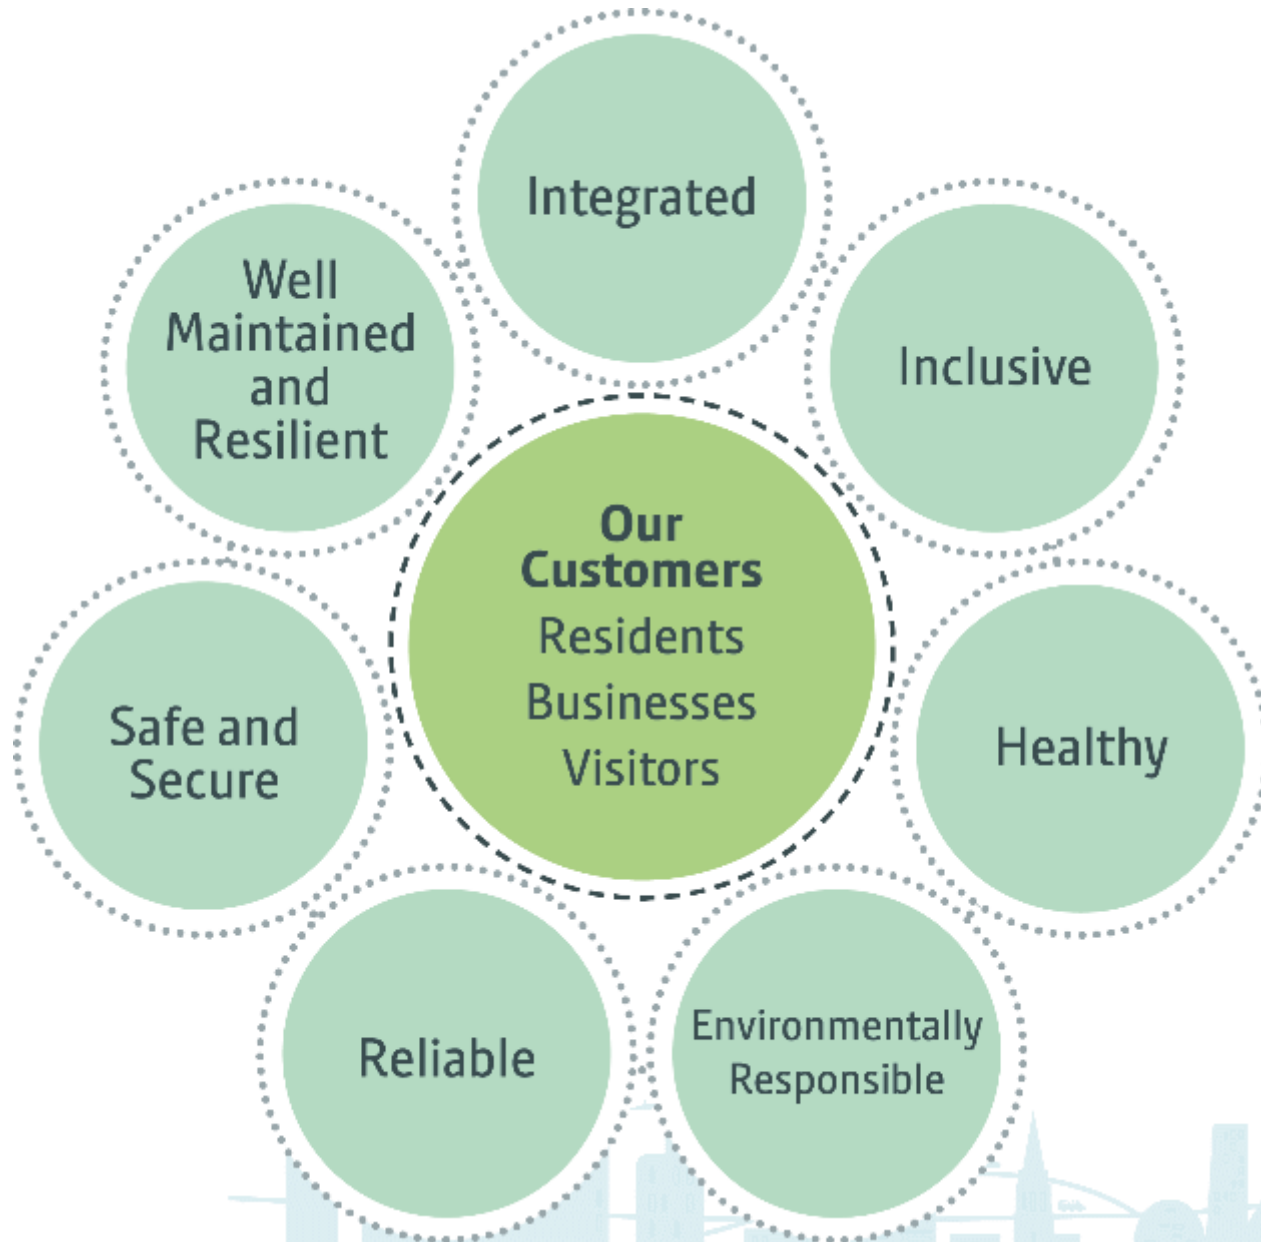 Integrated
Inclusive
Healthy
Environmentally
Responsible
Reliable
Safe and
Secure
Well
Maintained
and
Resilient
Our
Customers
Residents
Businesses
Visitors